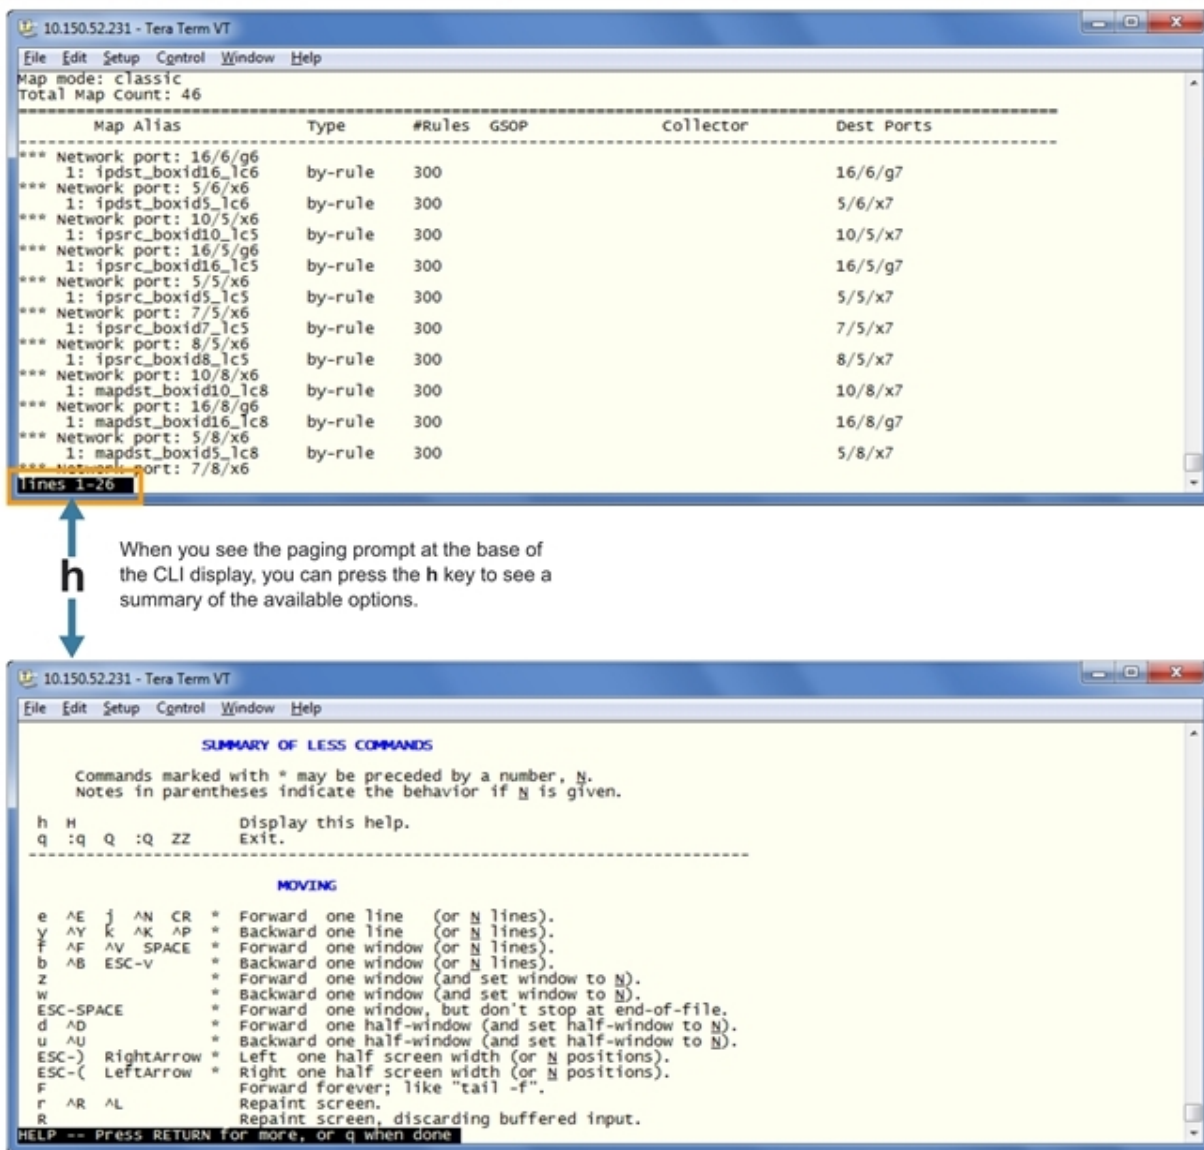 10.150.52.231 - Tera Term VT
File Edit Setup Control Window Help
Map mode: classic
Total Map Count: 46
Map Alias Type #Rules GSOP Collector Dest Ports
*** Network port: 16/6/g6
1: ipdst_boxid16_lc6 by-rule 300 16/6/g7
*** Network port: 5/6/x6
1: ipdst_boxid5_lc6 by-rule 300 5/6/x7
*** Network port: 10/5/x6
1: ipsrc_boxid10_lc5 by-rule 300 10/5/x7
*** Network port: 16/5/g6
1: ipsrc_boxid16_lc5 by-rule 300 16/5/g7
*** Network port: 5/5/x6
1: ipsrc_boxid5_lc5 by-rule 300 5/5/x7
*** Network port: 7/5/x6
1: ipsrc_boxid7_lc5 by-rule 300 7/5/x7
*** Network port: 8/5/x6
1: ipsrc_boxid8_lc5 by-rule 300 8/5/x7
*** Network port: 10/8/x6
1: mapdst_boxid10_lc8 by-rule 300 10/8/x7
*** Network port: 16/8/g6
1: mapdst_boxid16_lc8 by-rule 300 16/8/g7
*** Network port: 5/8/x6
1: mapdst_boxid5_lc8 by-rule 300 5/8/x7
*** Network port: 7/8/x6
lines 1-26
h
When you see the paging prompt at the base of
the CLI display, you can press the h key to see a
summary of the available options.
10.150.52.231 - Tera Term VT
File Edit Setup Control Window Help
SUMMARY OF LESS COMMANDS
Commands marked with * may be preceded by a number, N.
Notes in parentheses indicate the behavior if N is given.
h H Display this help.
q :q Q :Q ZZ Exit.
MOVING
e ^E j ^N CR * Forward one line (or N lines).
y ^Y k ^K ^P * Backward one line (or N lines).
f ^F ^V SPACE * Forward one window (or N lines).
b ^B ESC-v * Backward one window (or N lines).
z * Forward one window (and set window to N).
w * Backward one window (and set window to N).
ESC-SPACE * Forward one window, but don't stop at end-of-file.
d ^D * Forward one half-window (and set half-window to N).
u ^U * Backward one half-window (and set half-window to N).
ESC-) RightArrow * Left one half screen width (or N positions).
ESC-( LeftArrow * Right one half screen width (or N positions).
F Forward forever; like "tail -f".
r ^R ^L Repaint screen.
R Repaint screen, discarding buffered input.
HELP -- Press RETURN for more, or q when done